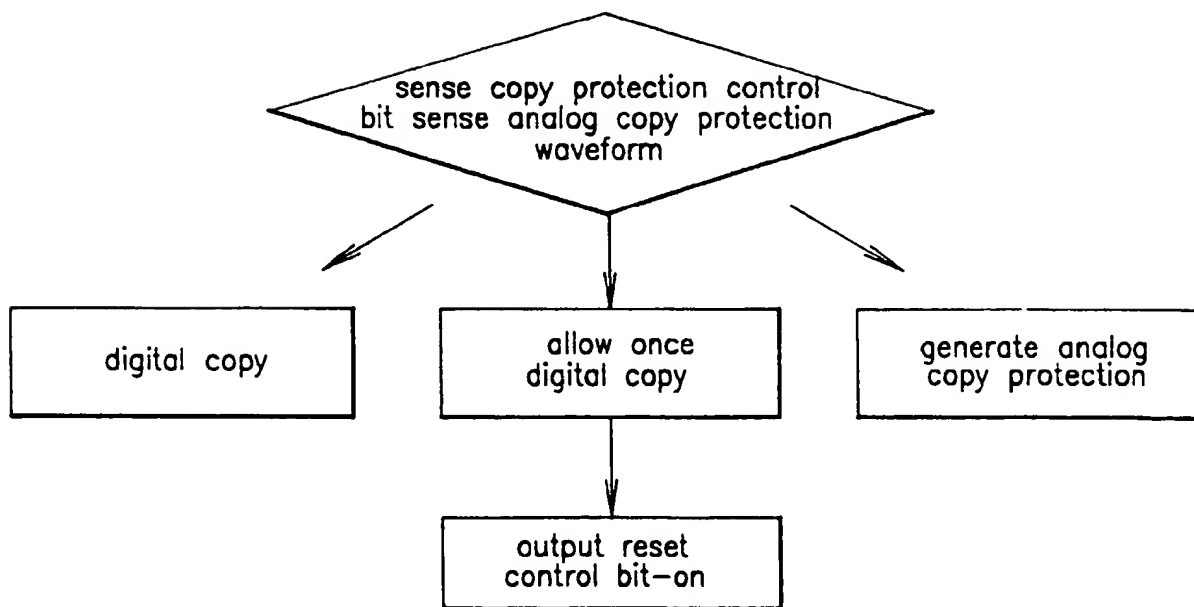 sense copy protection control
bit sense analog copy protection
waveform
digital copy
allow once
digital copy
generate analog
copy protection
output reset
control bit-on